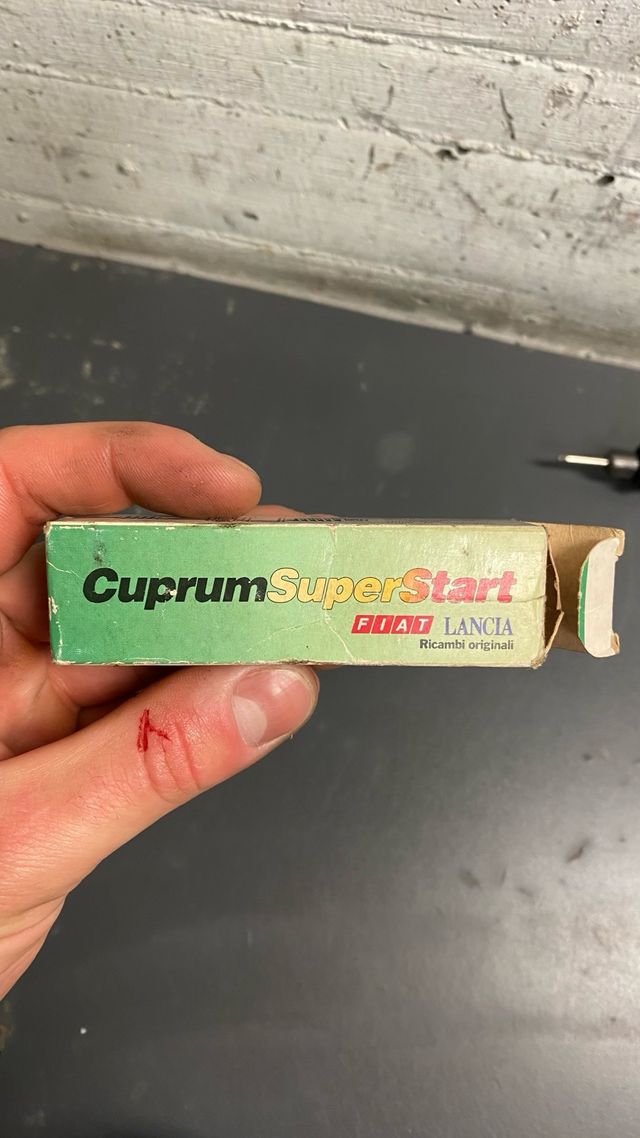 CuprumSuperStart
FIAT LANCIA
Ricambi originali